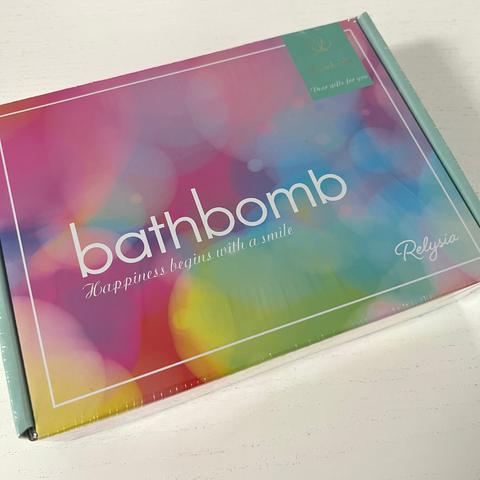 Dear gifts for you
bathbomb
Happiness begins with a smile
Relysia